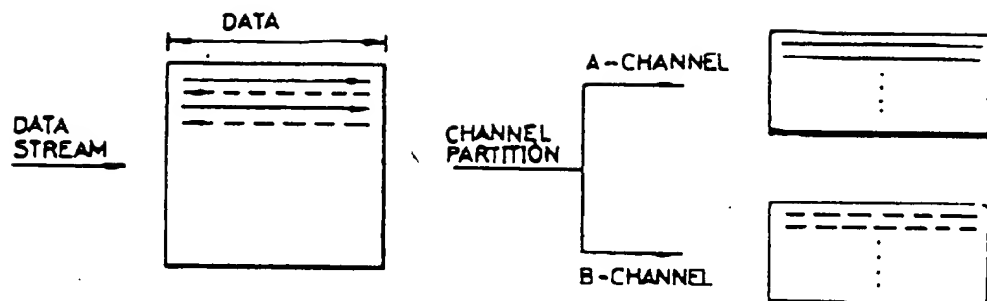 DATA
DATA
STREAM
CHANNEL
PARTITION
A-CHANNEL
B-CHANNEL